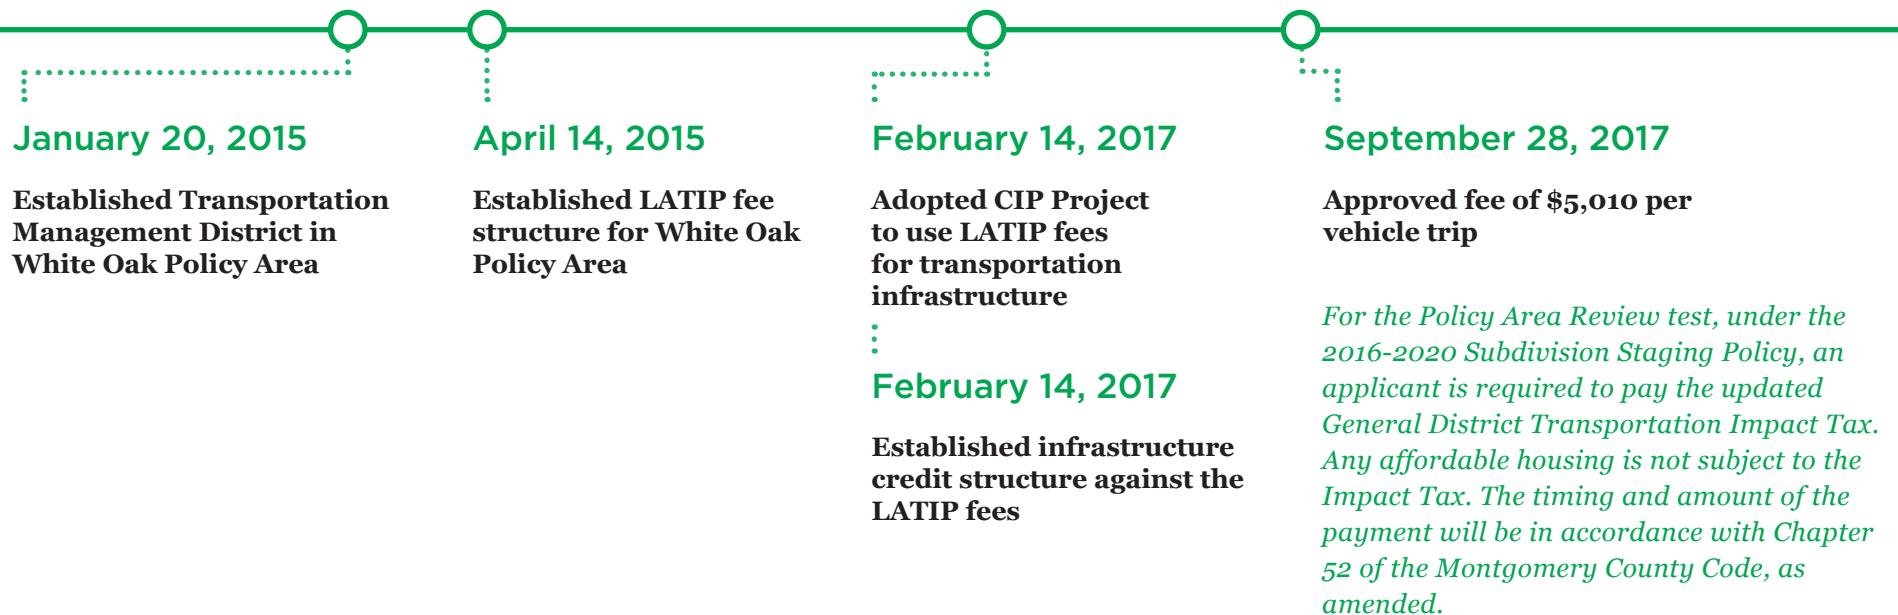 January 20, 2015
Established Transportation
Management District in
White Oak Policy Area
April 14, 2015
Established LATIP fee
structure for White Oak
Policy Area
February 14, 2017
Adopted CIP Project
to use LATIP fees
for transportation
infrastructure
February 14, 2017
Established infrastructure
credit structure against the
LATIP fees
September 28, 2017
Approved fee of $5,010 per
vehicle trip
For the Policy Area Review test, under the
2016-2020 Subdivision Staging Policy, an
applicant is required to pay the updated
General District Transportation Impact Tax.
Any affordable housing is not subject to the
Impact Tax. The timing and amount of the
payment will be in accordance with Chapter
52 of the Montgomery County Code, as
amended.